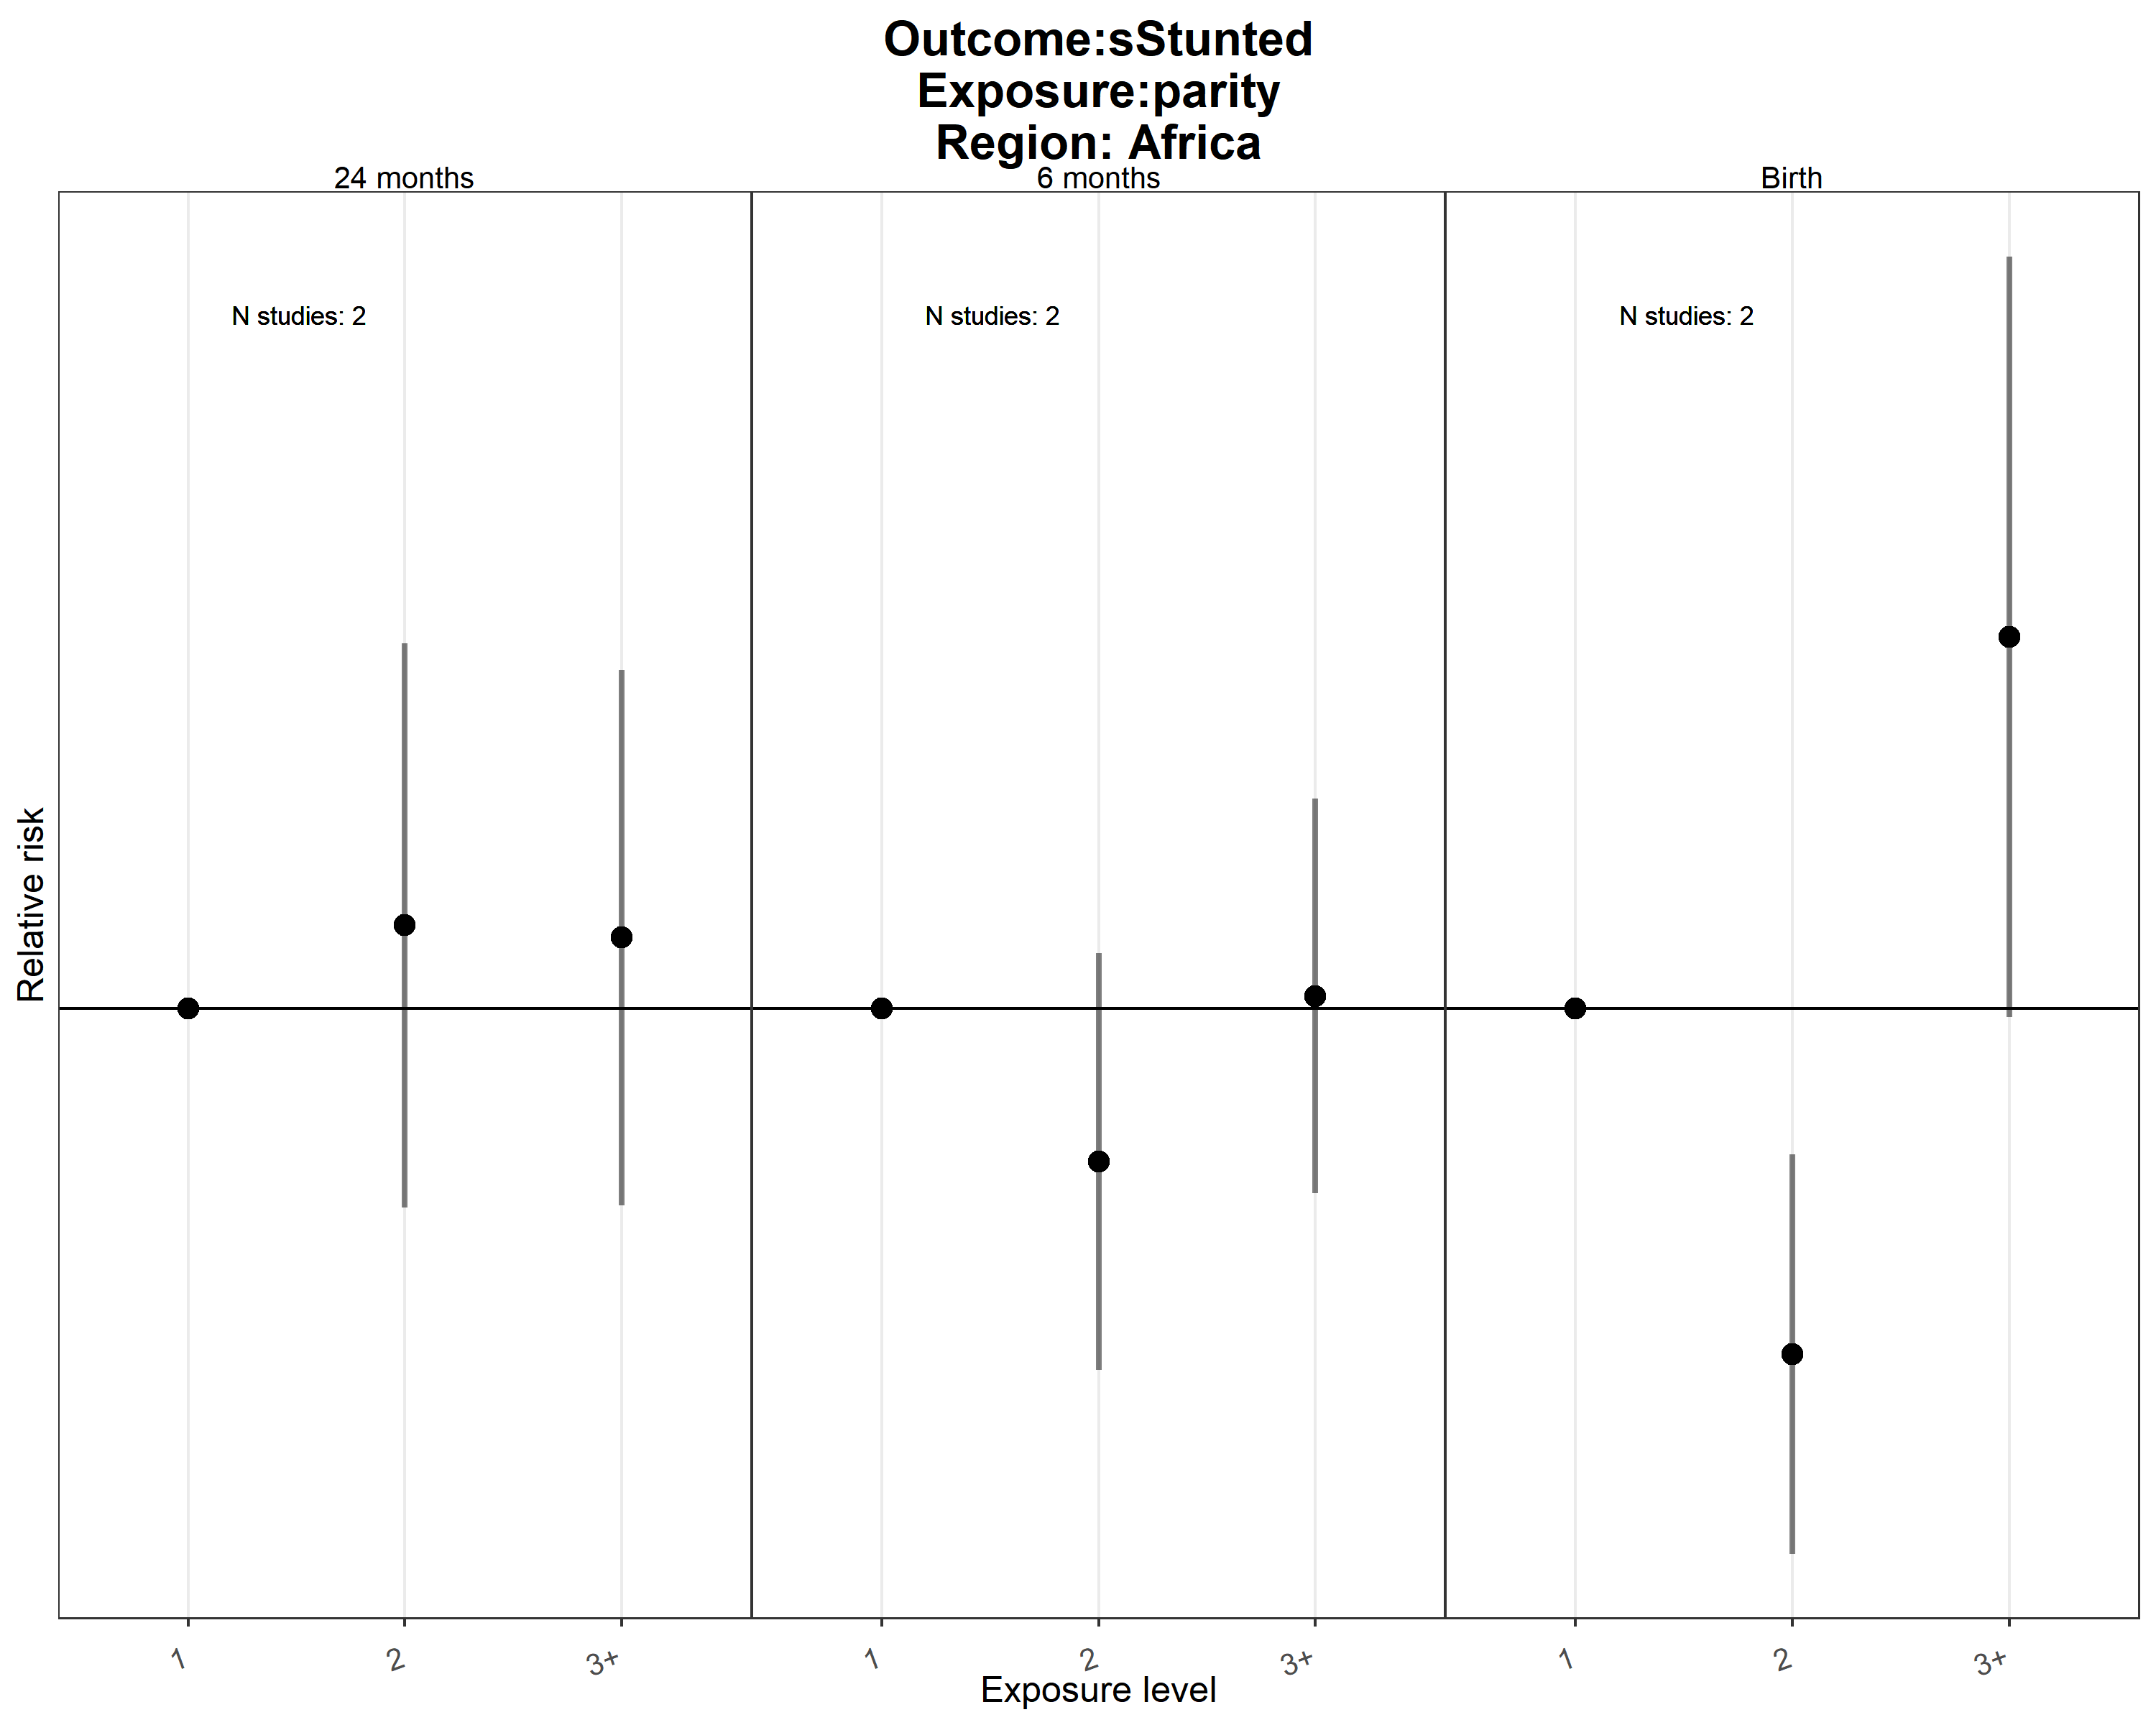 Outcome:sStunted
Exposure:parity
Region: Africa
24 months 6 months Birth
N studies: 2 N studies: 2 N studies: 2
Relative risk
1 2 3+ 1 2 3+ 1 2 3+
Exposure level